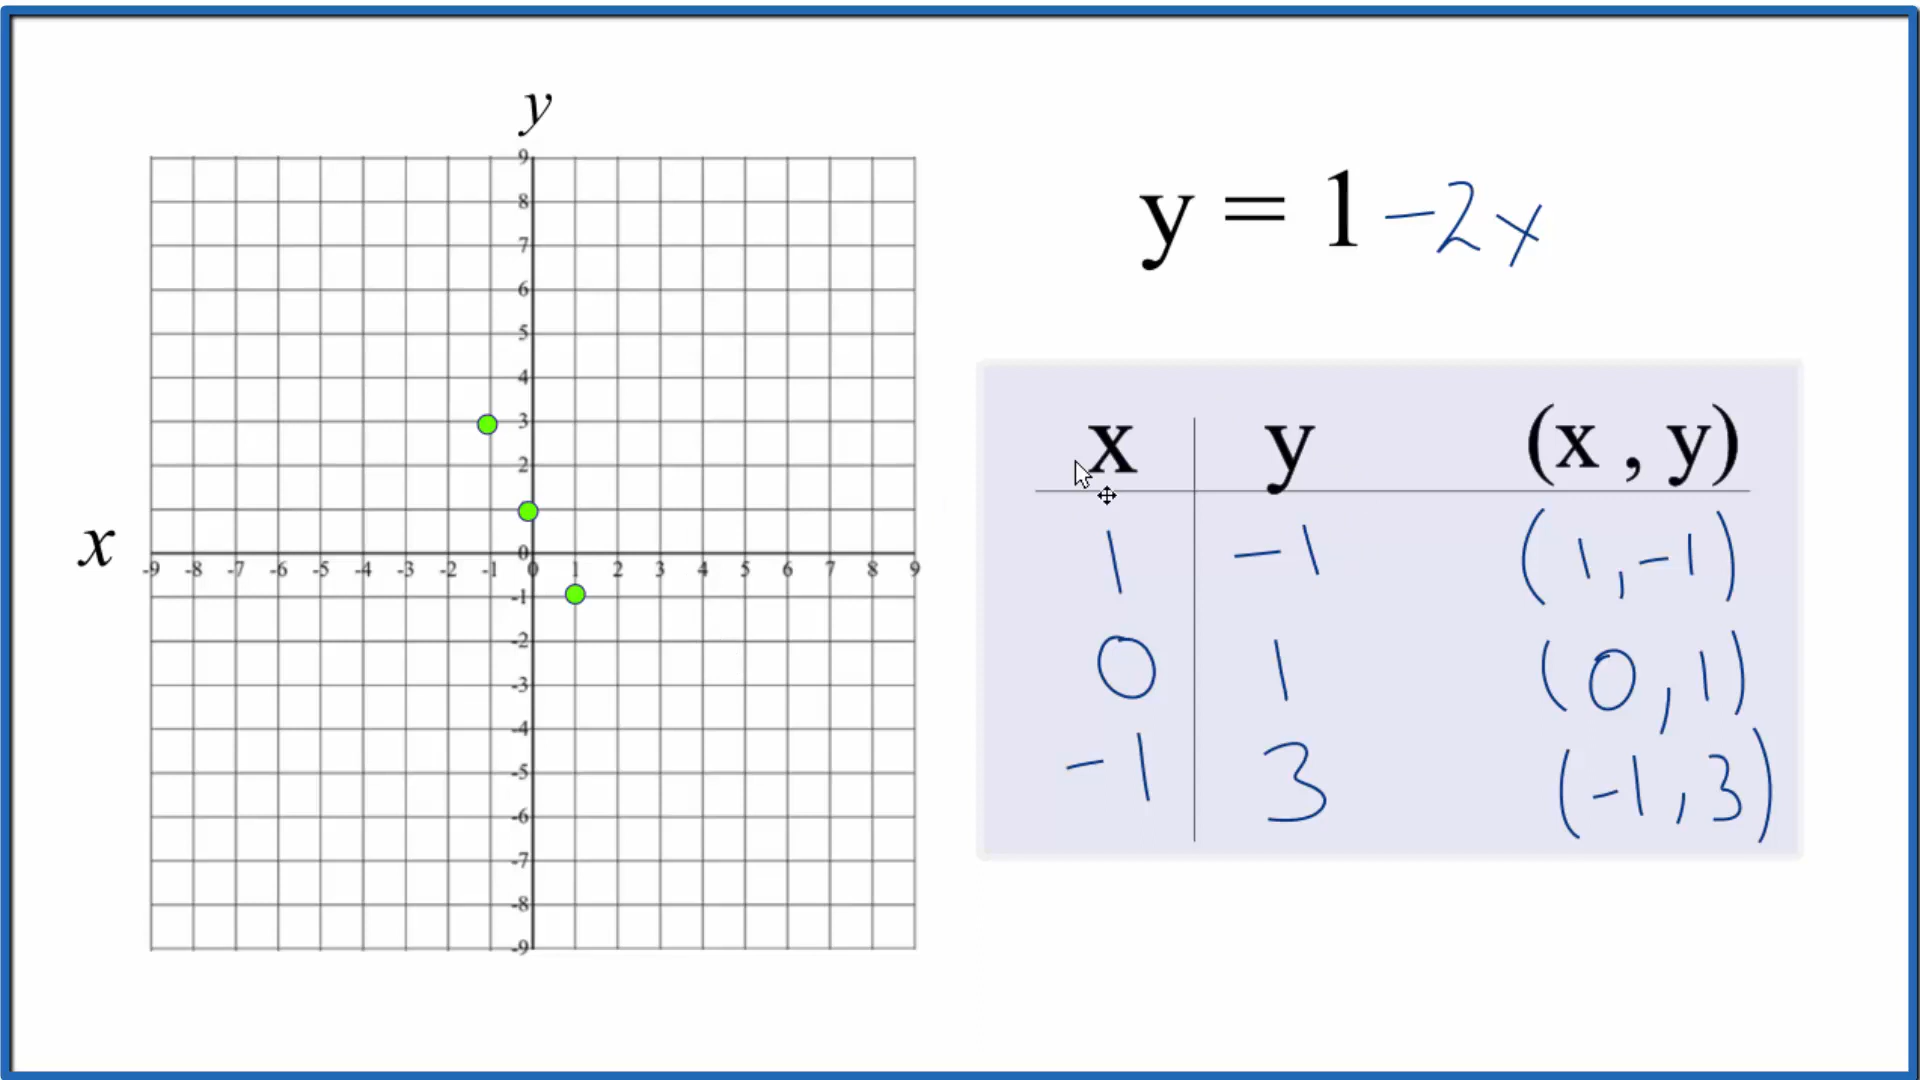 y
9
8
7
6
5
4
3
2
x
0
-9 -8 -7 -6 -5 -4 -3 -2 -1 0 1 2 3 4 5 6 7 8 9
-1
-2
-3
-4
-5
-6
-7
-8
-9
y = 1 -2x
x y (x , y)
1 -1 (1,-1)
0 1 (0,1)
-1 3 (-1,3)